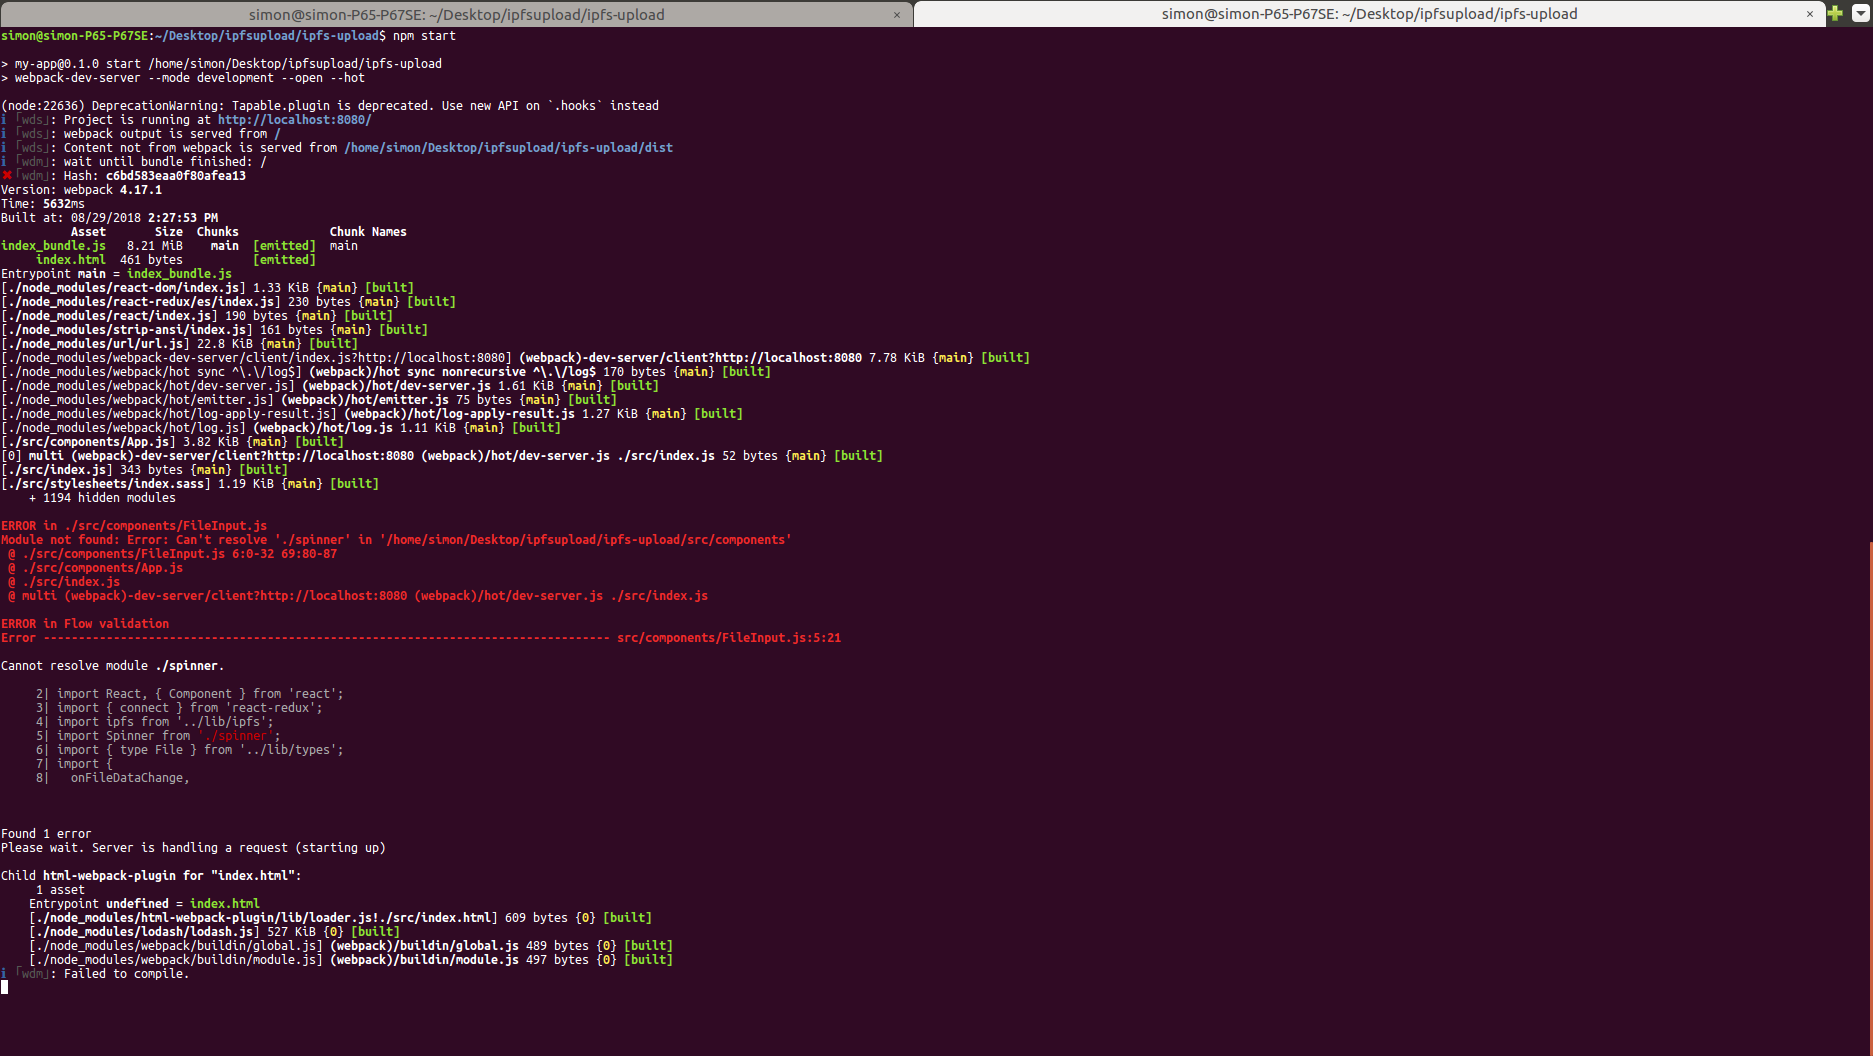 simon@simon-P65-P67SE: ~/Desktop/ipfsupload/ipfs-upload × simon@simon-P65-P67SE: ~/Desktop/ipfsupload/ipfs-upload ×
simon@simon-P65-P67SE:~/Desktop/ipfsupload/ipfs-upload$ npm start
> my-app@0.1.0 start /home/simon/Desktop/ipfsupload/ipfs-upload
> webpack-dev-server --mode development --open --hot
(node:22636) DeprecationWarning: Tapable.plugin is deprecated. Use new API on `.hooks` instead
ℹ ｢wds｣: Project is running at http://localhost:8080/
ℹ ｢wds｣: webpack output is served from /
ℹ ｢wds｣: Content not from webpack is served from /home/simon/Desktop/ipfsupload/ipfs-upload/dist
ℹ ｢wdm｣: wait until bundle finished: /
✖ ｢wdm｣: Hash: c6bd583eaa0f80afea13
Version: webpack 4.17.1
Time: 5632ms
Built at: 08/29/2018 2:27:53 PM
          Asset       Size  Chunks             Chunk Names
index_bundle.js   8.21 MiB    main  [emitted]  main
     index.html  461 bytes          [emitted]
Entrypoint main = index_bundle.js
[./node_modules/react-dom/index.js] 1.33 KiB {main} [built]
[./node_modules/react-redux/es/index.js] 230 bytes {main} [built]
[./node_modules/react/index.js] 190 bytes {main} [built]
[./node_modules/strip-ansi/index.js] 161 bytes {main} [built]
[./node_modules/url/url.js] 22.8 KiB {main} [built]
[./node_modules/webpack-dev-server/client/index.js?http://localhost:8080] (webpack)-dev-server/client?http://localhost:8080 7.78 KiB {main} [built]
[./node_modules/webpack/hot sync ^\.\/log$] (webpack)/hot sync nonrecursive ^\.\/log$ 170 bytes {main} [built]
[./node_modules/webpack/hot/dev-server.js] (webpack)/hot/dev-server.js 1.61 KiB {main} [built]
[./node_modules/webpack/hot/emitter.js] (webpack)/hot/emitter.js 75 bytes {main} [built]
[./node_modules/webpack/hot/log-apply-result.js] (webpack)/hot/log-apply-result.js 1.27 KiB {main} [built]
[./node_modules/webpack/hot/log.js] (webpack)/hot/log.js 1.11 KiB {main} [built]
[./src/components/App.js] 3.82 KiB {main} [built]
[0] multi (webpack)-dev-server/client?http://localhost:8080 (webpack)/hot/dev-server.js ./src/index.js 52 bytes {main} [built]
[./src/index.js] 343 bytes {main} [built]
[./src/stylesheets/index.sass] 1.19 KiB {main} [built]
    + 1194 hidden modules
ERROR in ./src/components/FileInput.js
Module not found: Error: Can't resolve './spinner' in '/home/simon/Desktop/ipfsupload/ipfs-upload/src/components'
 @ ./src/components/FileInput.js 6:0-32 69:80-87
 @ ./src/components/App.js
 @ ./src/index.js
 @ multi (webpack)-dev-server/client?http://localhost:8080 (webpack)/hot/dev-server.js ./src/index.js
ERROR in Flow validation
Error --------------------------------------------------------------------------------- src/components/FileInput.js:5:21
Cannot resolve module ./spinner.
     2| import React, { Component } from 'react';
     3| import { connect } from 'react-redux';
     4| import ipfs from '../lib/ipfs';
     5| import Spinner from './spinner';
     6| import { type File } from '../lib/types';
     7| import {
     8|   onFileDataChange,
Found 1 error
Please wait. Server is handling a request (starting up)
Child html-webpack-plugin for "index.html":
     1 asset
    Entrypoint undefined = index.html
    [./node_modules/html-webpack-plugin/lib/loader.js!./src/index.html] 609 bytes {0} [built]
    [./node_modules/lodash/lodash.js] 527 KiB {0} [built]
    [./node_modules/webpack/buildin/global.js] (webpack)/buildin/global.js 489 bytes {0} [built]
    [./node_modules/webpack/buildin/module.js] (webpack)/buildin/module.js 497 bytes {0} [built]
ℹ ｢wdm｣: Failed to compile.